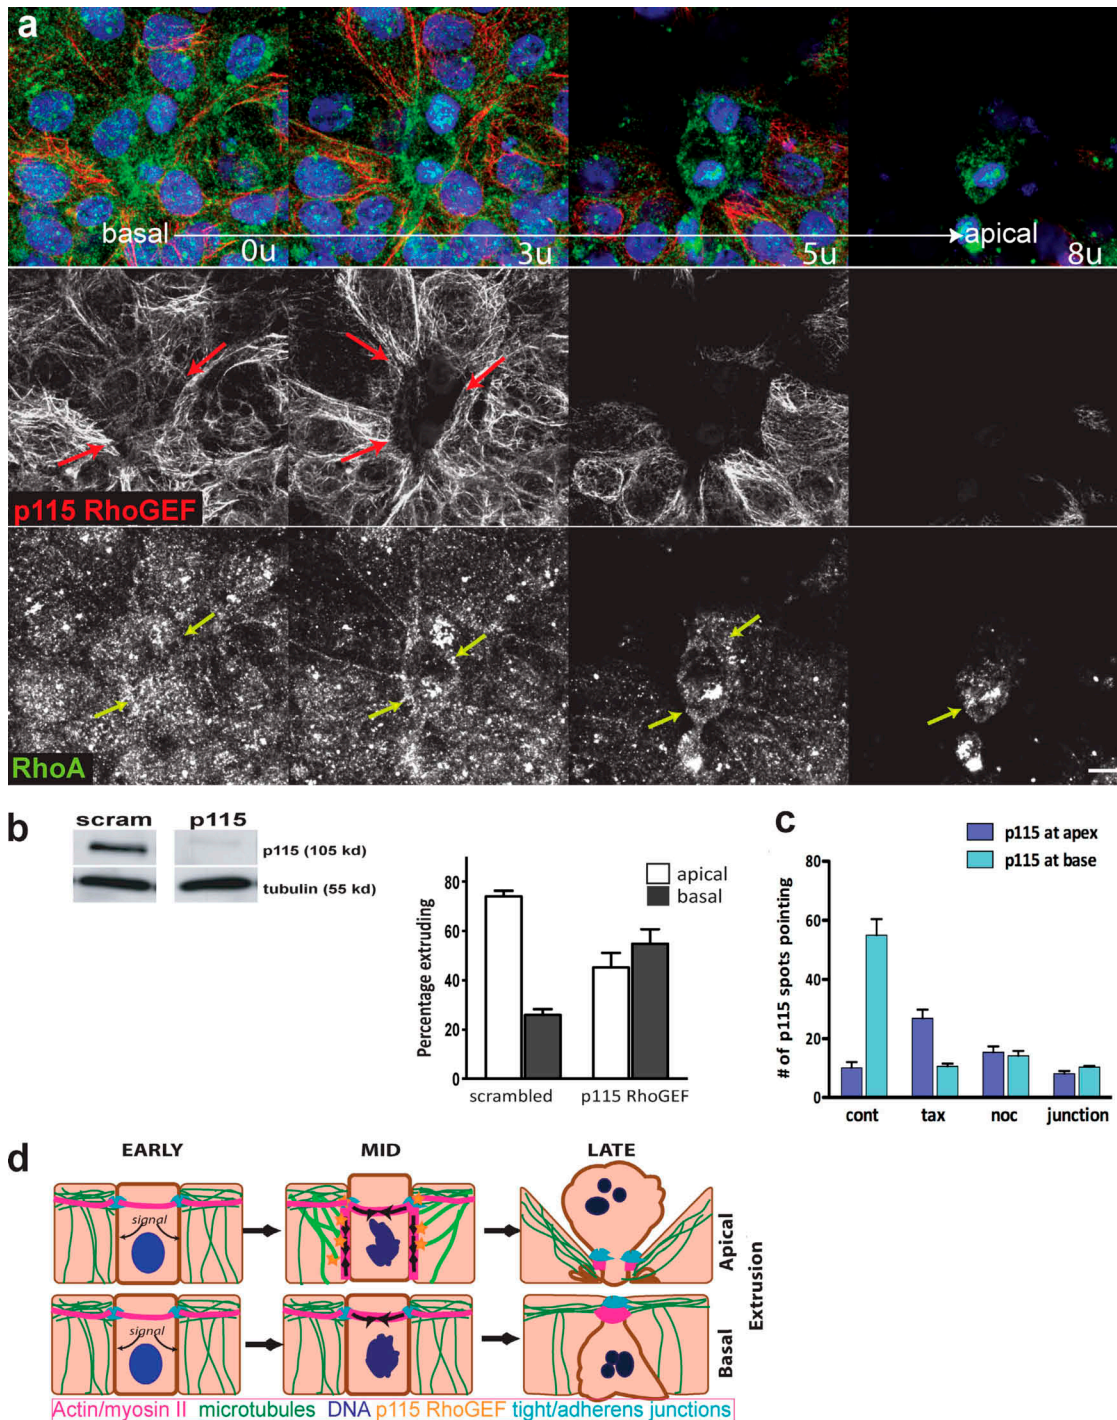 a
basal
apical
0u
3u
5u
8u
p115 RhoGEF
RhoA
b
scram
p115
p115 (105 kd)
tubulin (55 kd)
Percentage extruding
80
60
40
20
0
apical
basal
scrambled
p115 RhoGEF
c
p115 at apex
p115 at base
# of p115 spots pointing
80
60
40
20
0
cont
tax
noc
junction
d
EARLY
MID
LATE
signal
signal
Apical
Basal
Extrusion
Actin/myosin II microtubules DNA p115 RhoGEF tight/adherens junctions